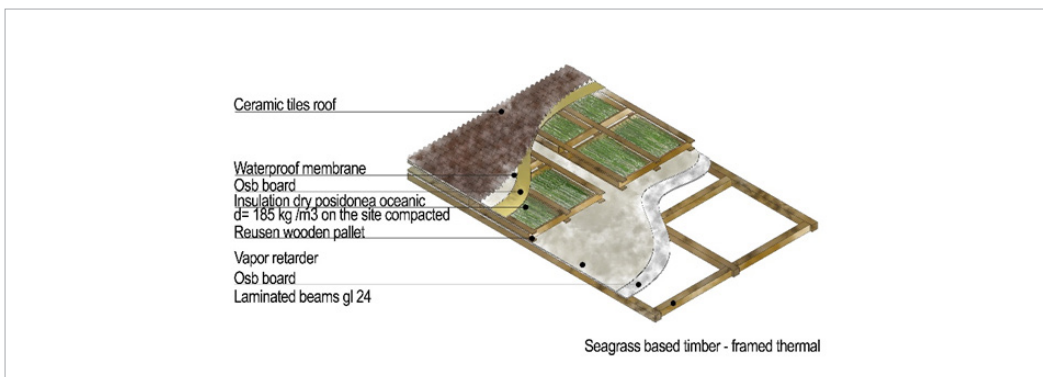 Ceramic tiles roof
Waterproof membrane
Osb board
Insulation dry posidonea oceanic
d= 185 kg /m3 on the site compacted
Reusen wooden pallet
Vapor retarder
Osb board
Laminated beams gl 24
Seagrass based timber - framed thermal